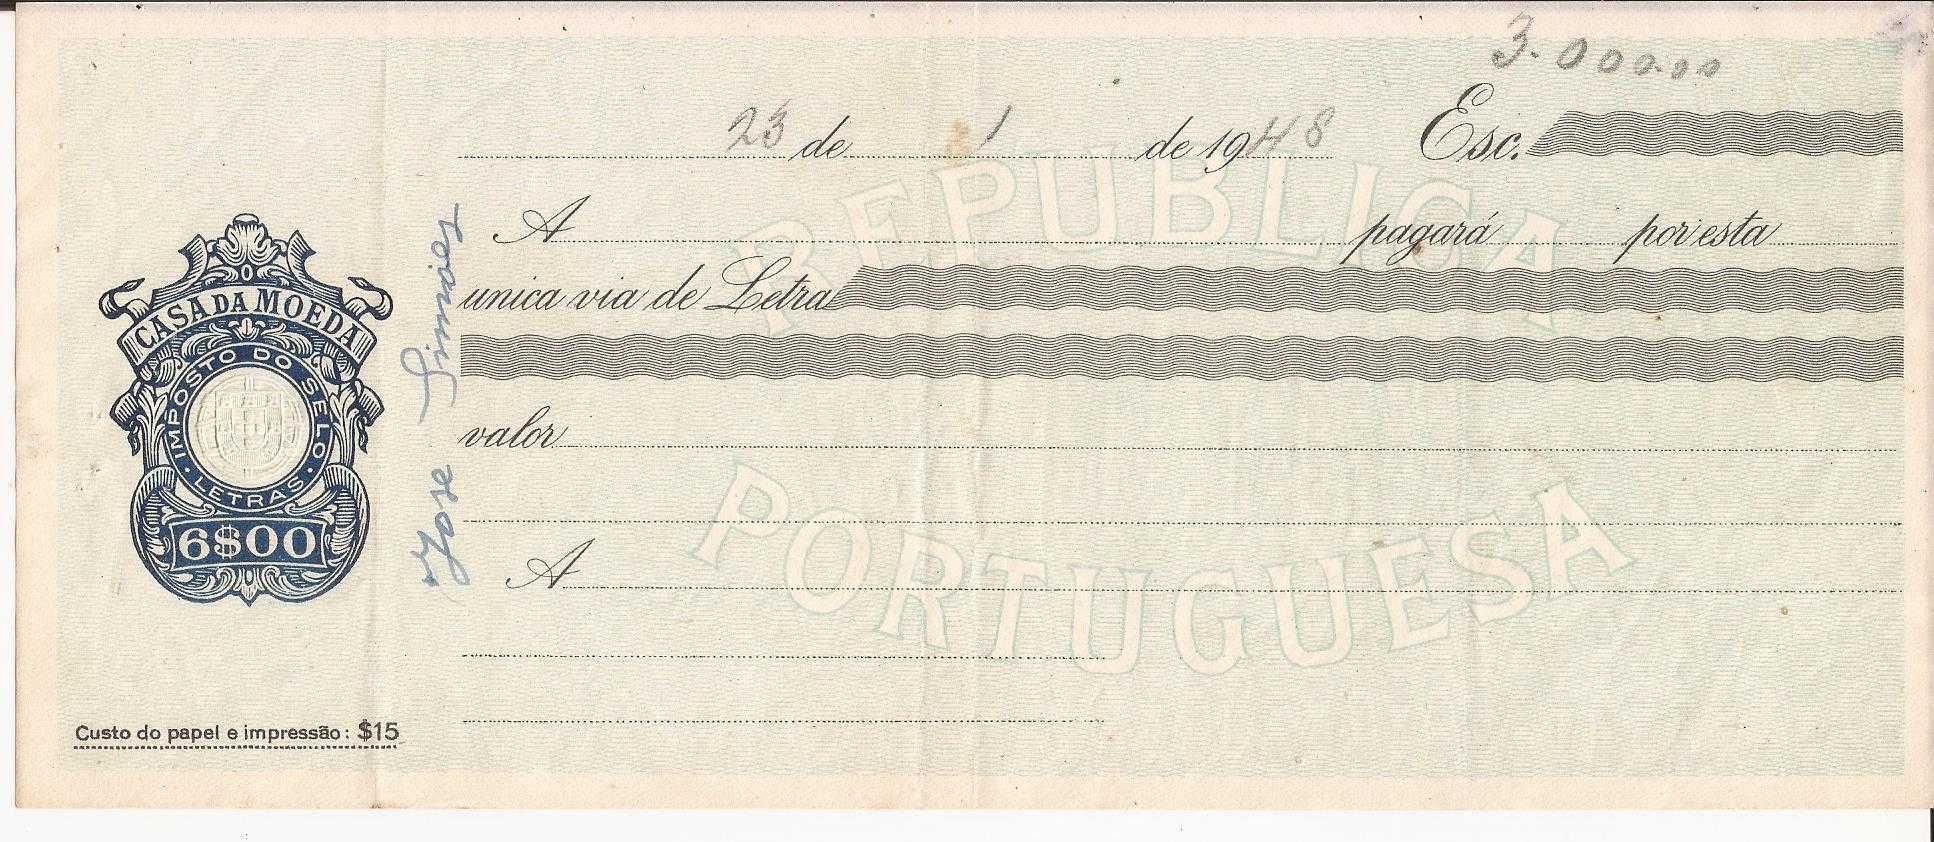 3.000.00
23 de 1 de 1948 Esc.
A pagará por esta
unica via de Letra
valor
A
Jose Simões
CASA DA MOEDA
IMPOSTO DO SELO
· LETRAS ·
6$00
REPUBLICA
PORTUGUESA
Custo do papel e impressão: $15